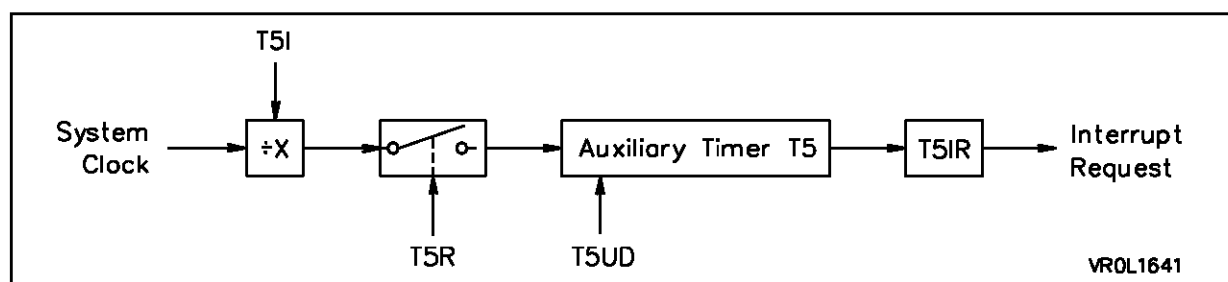 T5I
System
Clock
÷X
Auxiliary Timer T5
T5IR
Interrupt
Request
T5R
T5UD
VR0L1641